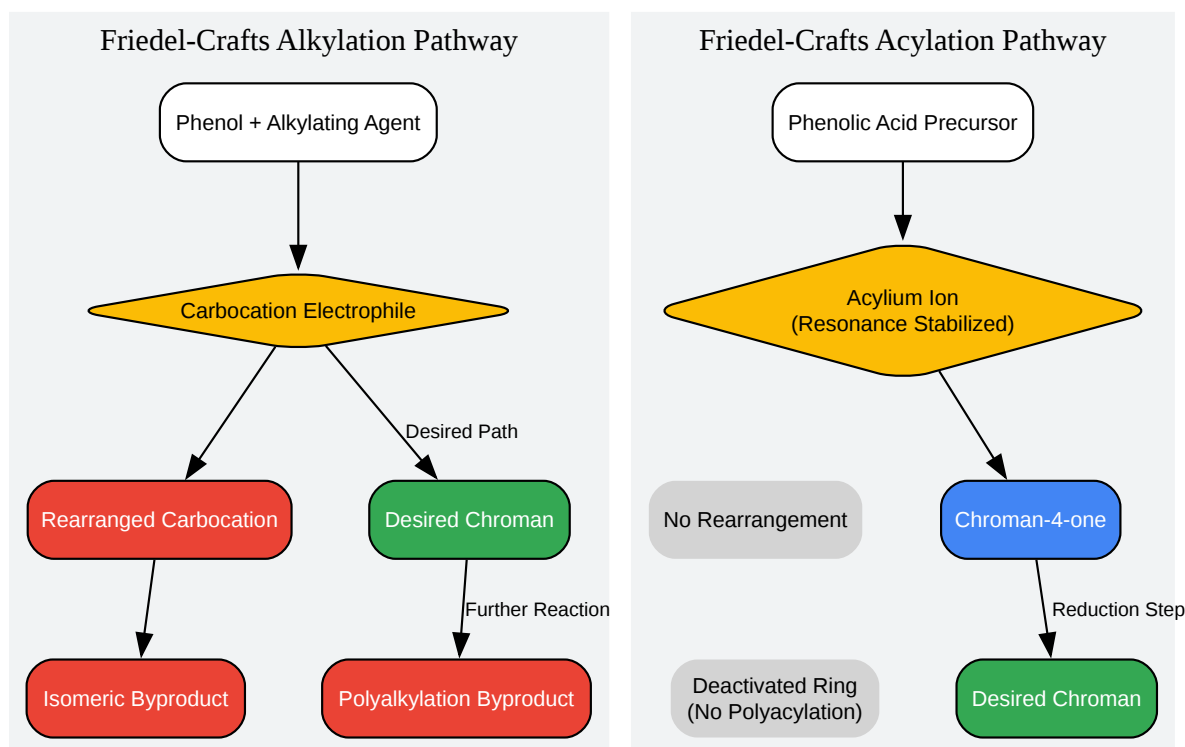 Friedel-Crafts Alkylation Pathway
Phenol + Alkylating Agent
Carbocation Electrophile
Desired Path
Rearranged Carbocation
Desired Chroman
Further Reaction
Isomeric Byproduct
Polyalkylation Byproduct
Friedel-Crafts Acylation Pathway
Phenolic Acid Precursor
Acylium Ion
(Resonance Stabilized)
No Rearrangement
Chroman-4-one
Reduction Step
Deactivated Ring
(No Polyacylation)
Desired Chroman